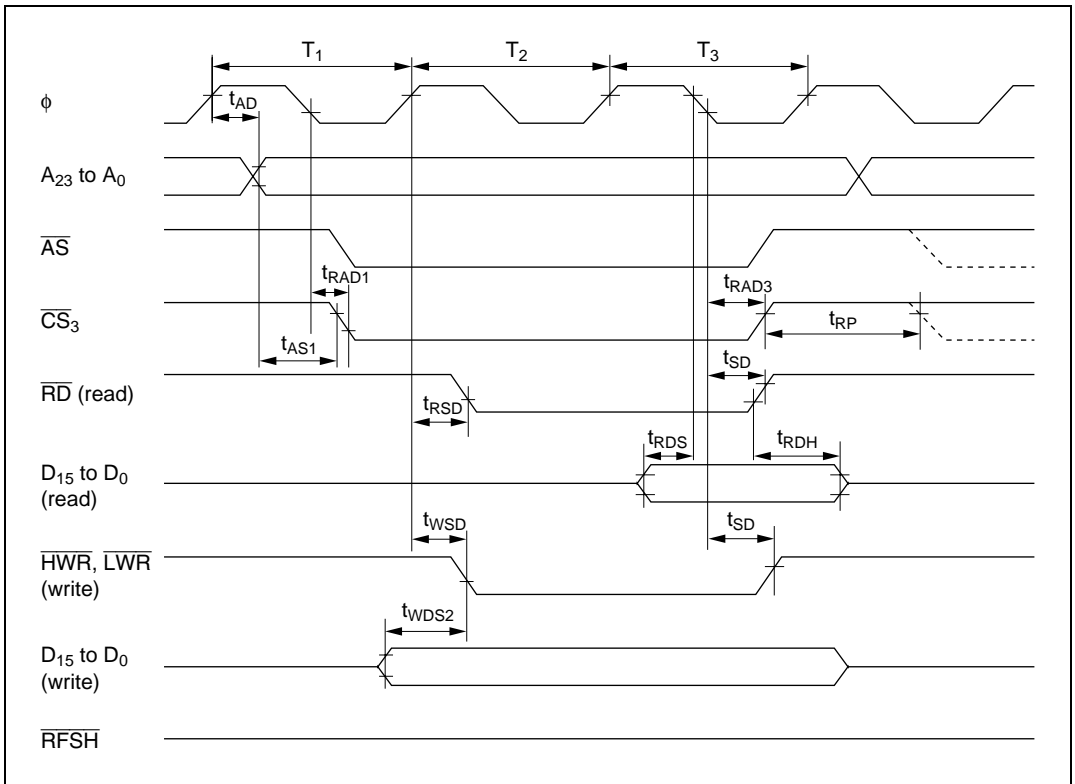 T1 T2 T3
φ
tAD
A23 to A0
AS
tRAD1 tRAD3
CS3
tRP
tAS1 tSD
RD (read)
tRSD
tRDS tRDH
D15 to D0
(read)
tWSD tSD
HWR, LWR
(write)
tWDS2
D15 to D0
(write)
RFSH